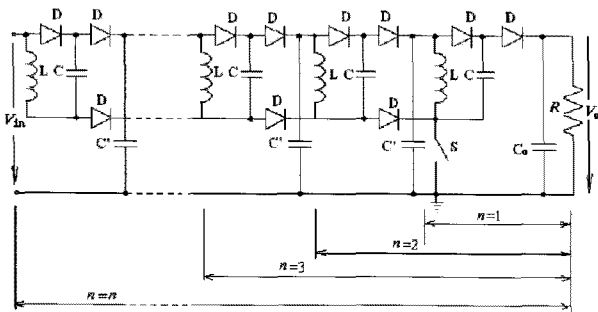 D D D D D D D D
L C L C L C L C
D D D
V_in C' C' C' S C_o R V_o
n=1
n=2
n=3
n=n